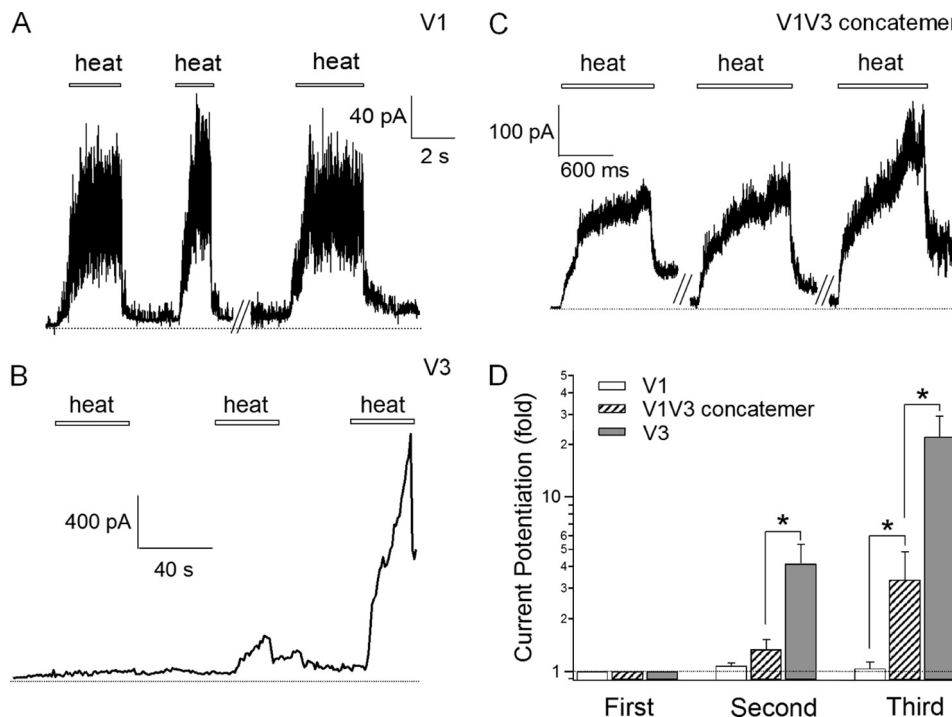 A
V1
heat
heat
heat
40 pA
2 s
B
V3
heat
heat
heat
400 pA
40 s
C
V1V3 concatemer
heat
heat
heat
100 pA
600 ms
D
V1
V1V3 concatemer
V3
Current Potentiation (fold)
5
4
3
2
10
6
4
3
2
1
*
*
*
First
Second
Third